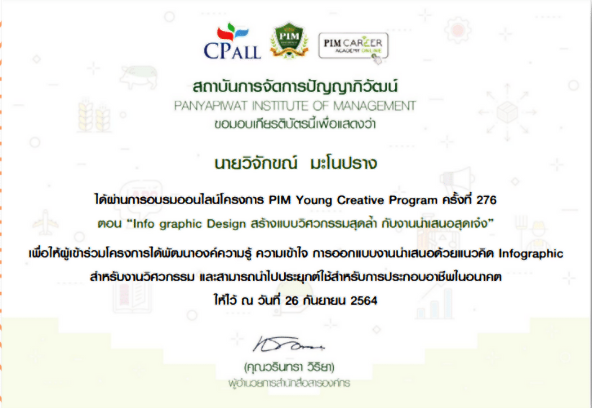 CPALL PIM PIM CAREER
ACADEMY ONLINE
สถาบันการจัดการปัญญาภิวัฒน์
PANYAPIWAT INSTITUTE OF MANAGEMENT
ขอมอบเกียรติบัตรนี้เพื่อแสดงว่า
นายวิจักขณ์ มะโนปราง
ได้ผ่านการอบรมออนไลน์โครงการ PIM Young Creative Program ครั้งที่ 276
ตอน “Info graphic Design สร้างแบบวิศวกรรมสุดล้ำ กับงานนำเสนอสุดเจ๋ง”
เพื่อให้ผู้เข้าร่วมโครงการได้พัฒนาองค์ความรู้ ความเข้าใจ การออกแบบงานนำเสนอด้วยแนวคิด Infographic
สำหรับงานวิศวกรรม และสามารถนำไปประยุกต์ใช้สำหรับการประกอบอาชีพในอนาคต
ให้ไว้ ณ วันที่ 26 กันยายน 2564
(คุณวรินทรา วิริยา)
ผู้อำนวยการสำนักสื่อสารองค์กร